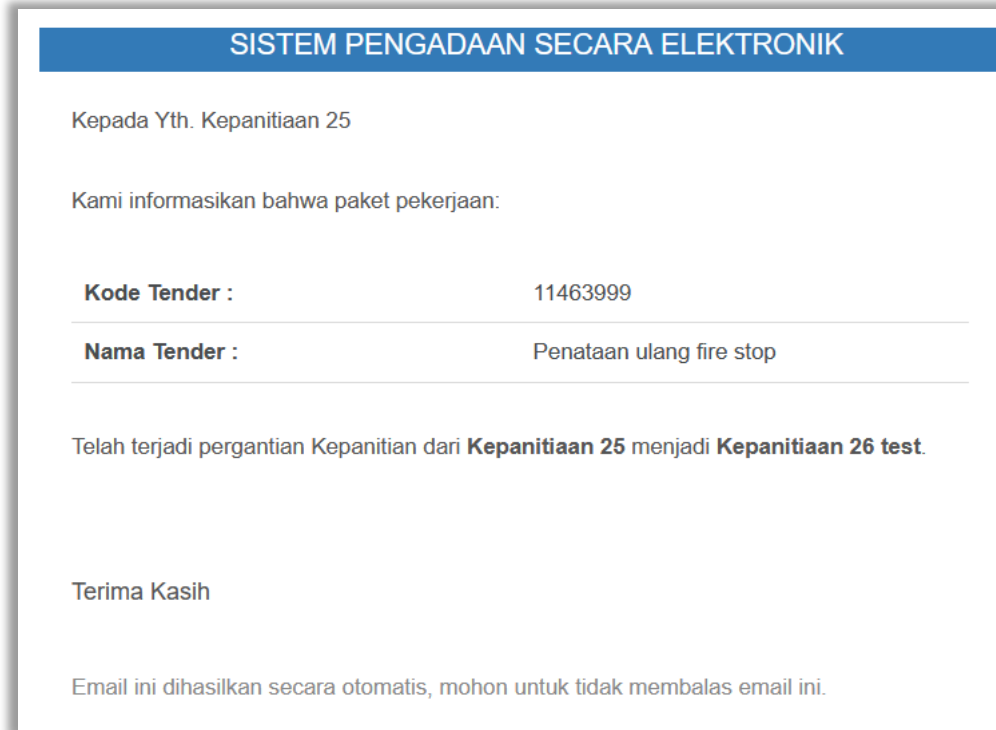 SISTEM PENGADAAN SECARA ELEKTRONIK
Kepada Yth. Kepanitiaan 25
Kami informasikan bahwa paket pekerjaan:
Kode Tender : 11463999
Nama Tender : Penataan ulang fire stop
Telah terjadi pergantian Kepanitian dari Kepanitiaan 25 menjadi Kepanitiaan 26 test.
Terima Kasih
Email ini dihasilkan secara otomatis, mohon untuk tidak membalas email ini.